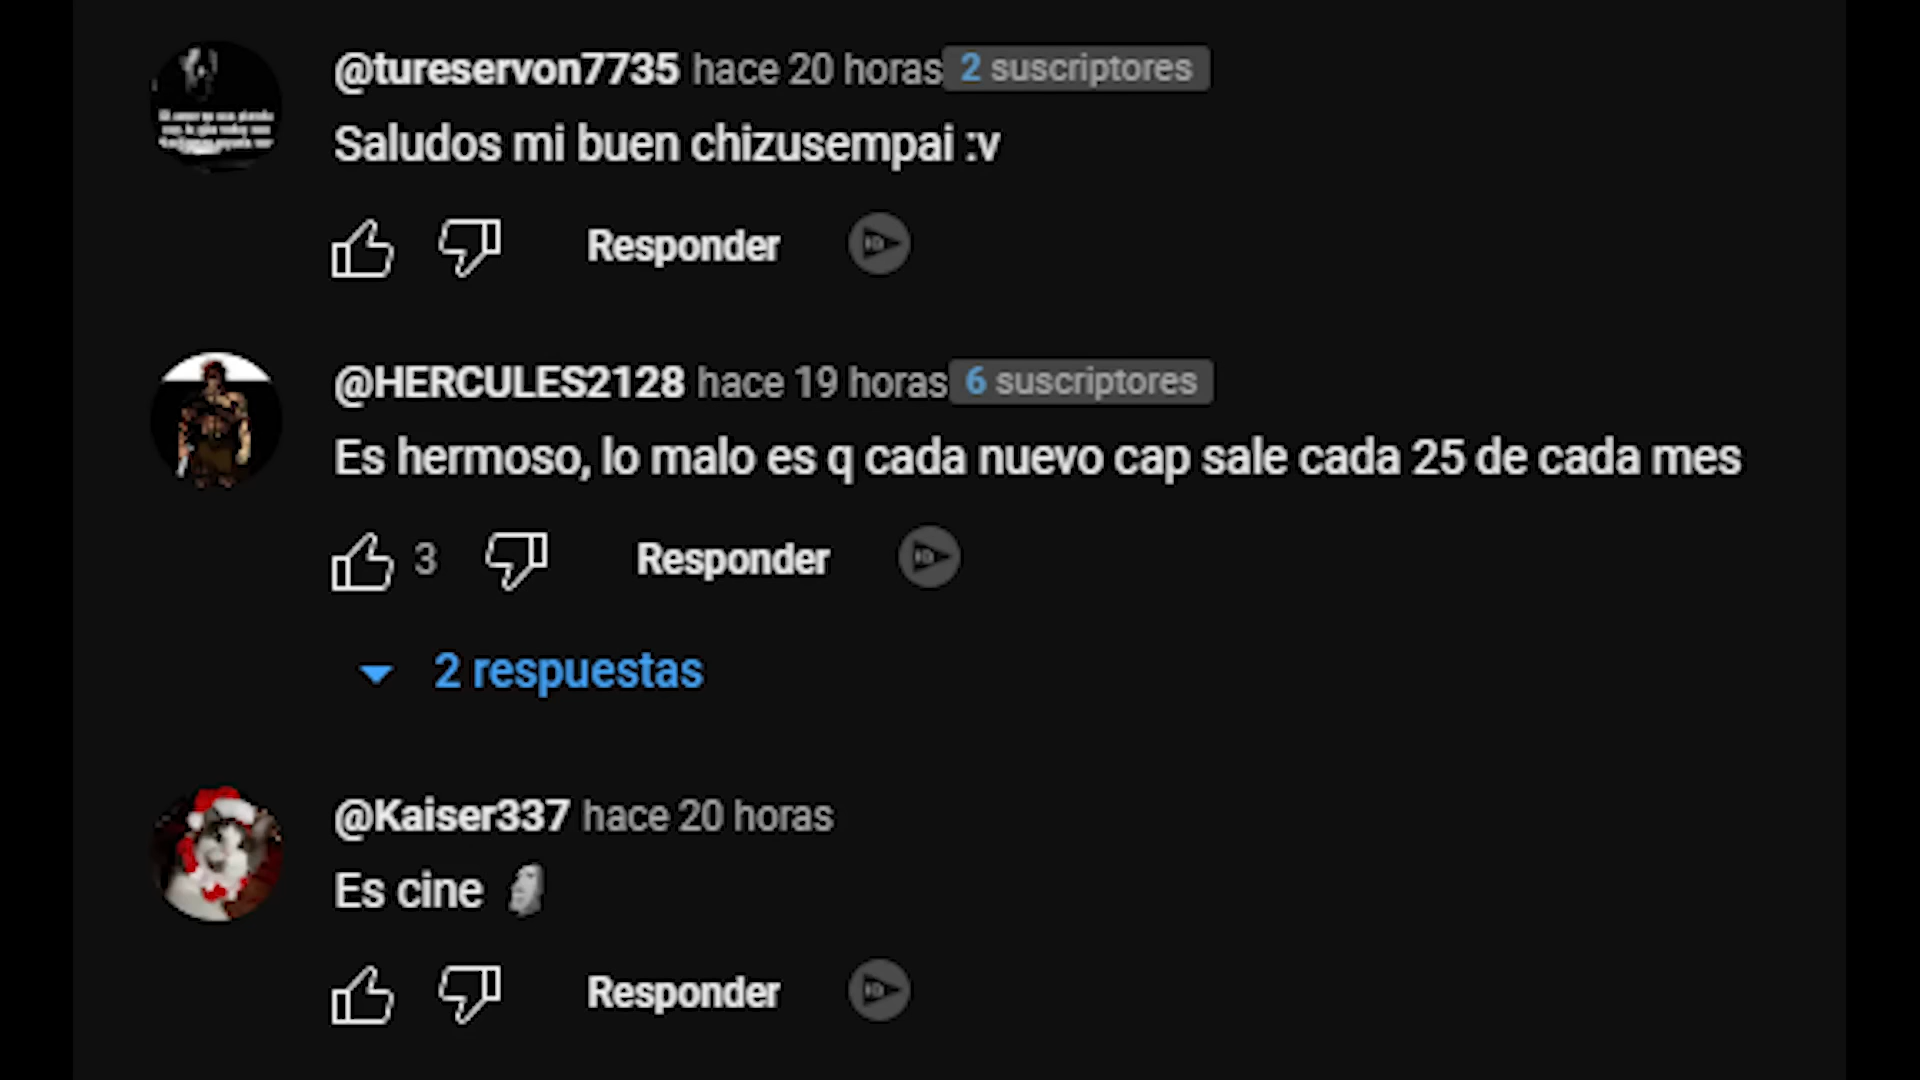 @tureservon7735 hace 20 horas 2 suscriptores
Saludos mi buen chizusempai :v
Responder
@HERCULES2128 hace 19 horas 6 suscriptores
Es hermoso, lo malo es q cada nuevo cap sale cada 25 de cada mes
3 Responder
2 respuestas
@Kaiser337 hace 20 horas
Es cine 🗿
Responder